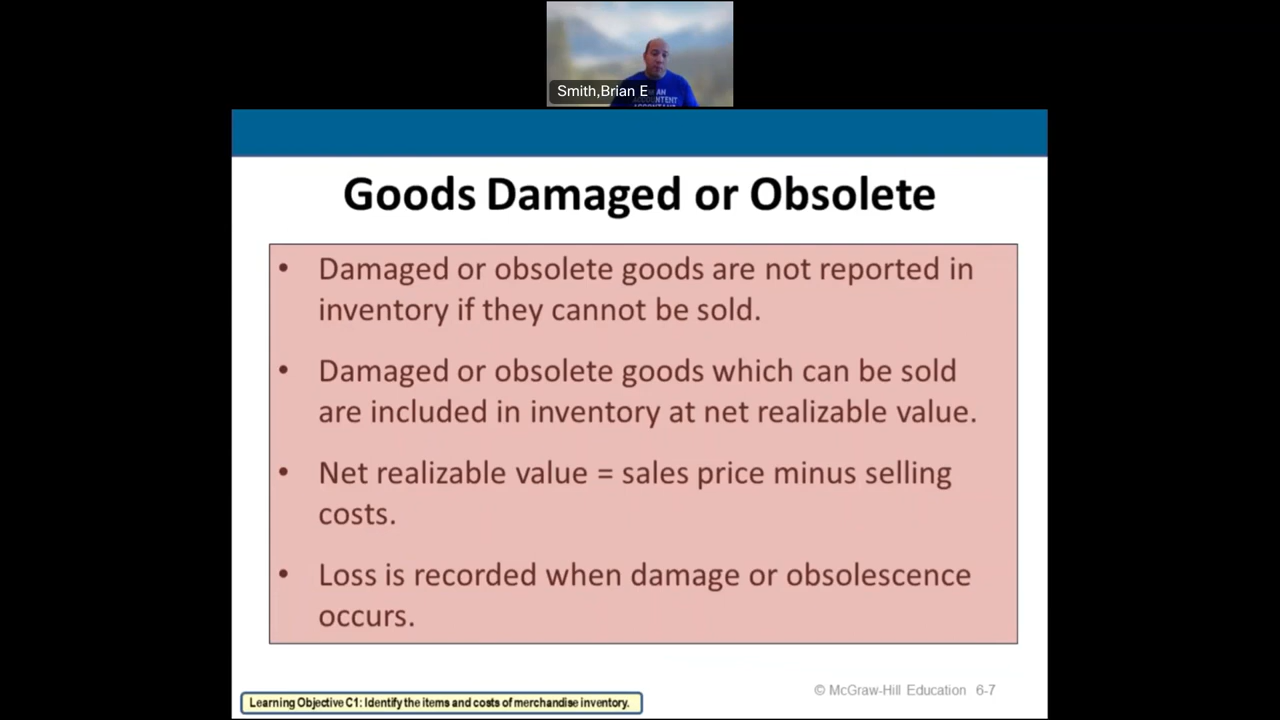 Smith,Brian E
AN
ACCOUNTANT
Goods Damaged or Obsolete
• Damaged or obsolete goods are not reported in
inventory if they cannot be sold.
• Damaged or obsolete goods which can be sold
are included in inventory at net realizable value.
• Net realizable value = sales price minus selling
costs.
• Loss is recorded when damage or obsolescence
occurs.
© McGraw-Hill Education 6-7
Learning Objective C1: Identify the items and costs of merchandise inventory.